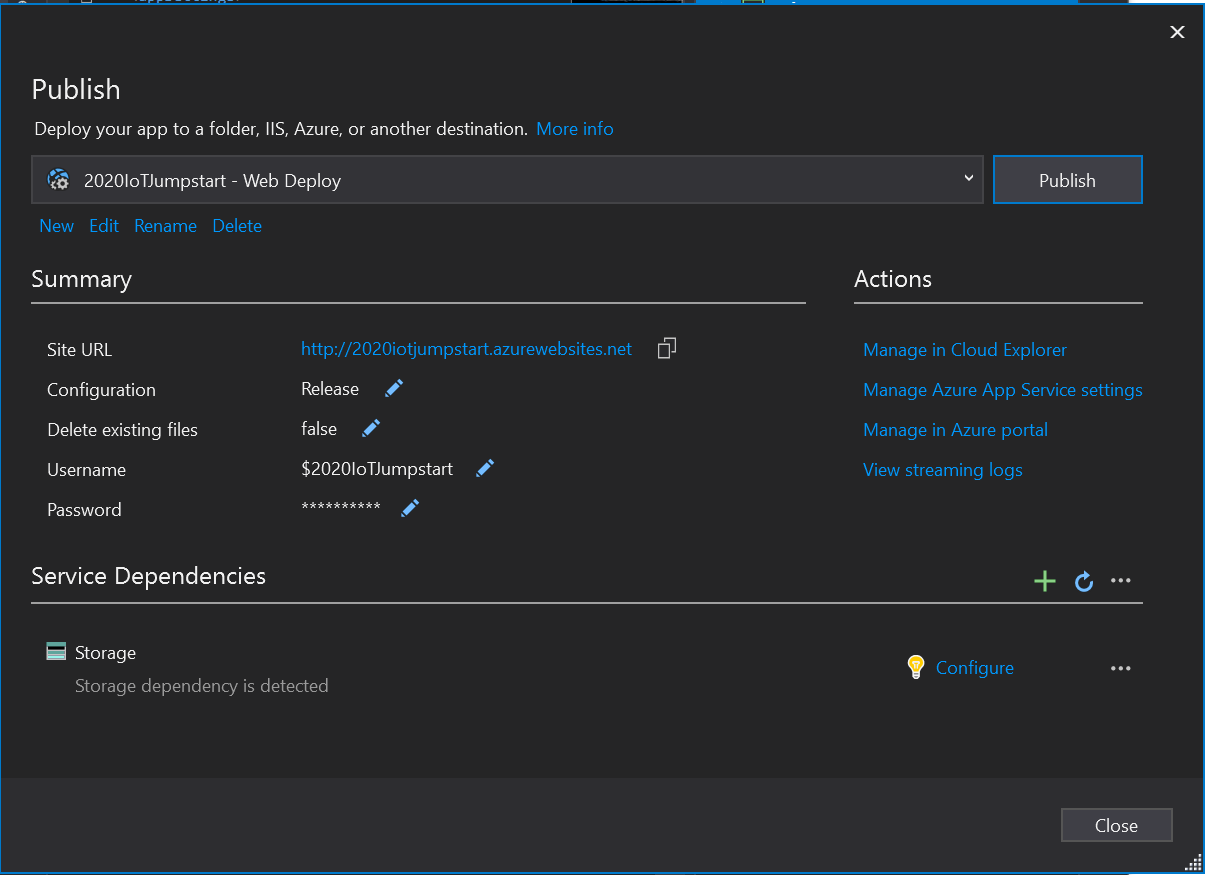 Publish
Deploy your app to a folder, IIS, Azure, or another destination. More info
2020IoTJumpstart - Web Deploy
Publish
New Edit Rename Delete
Summary
Site URL http://2020iotjumpstart.azurewebsites.net
Configuration Release
Delete existing files false
Username $2020IoTJumpstart
Password **********
Actions
Manage in Cloud Explorer
Manage Azure App Service settings
Manage in Azure portal
View streaming logs
Service Dependencies
Storage
Storage dependency is detected
Configure
Close